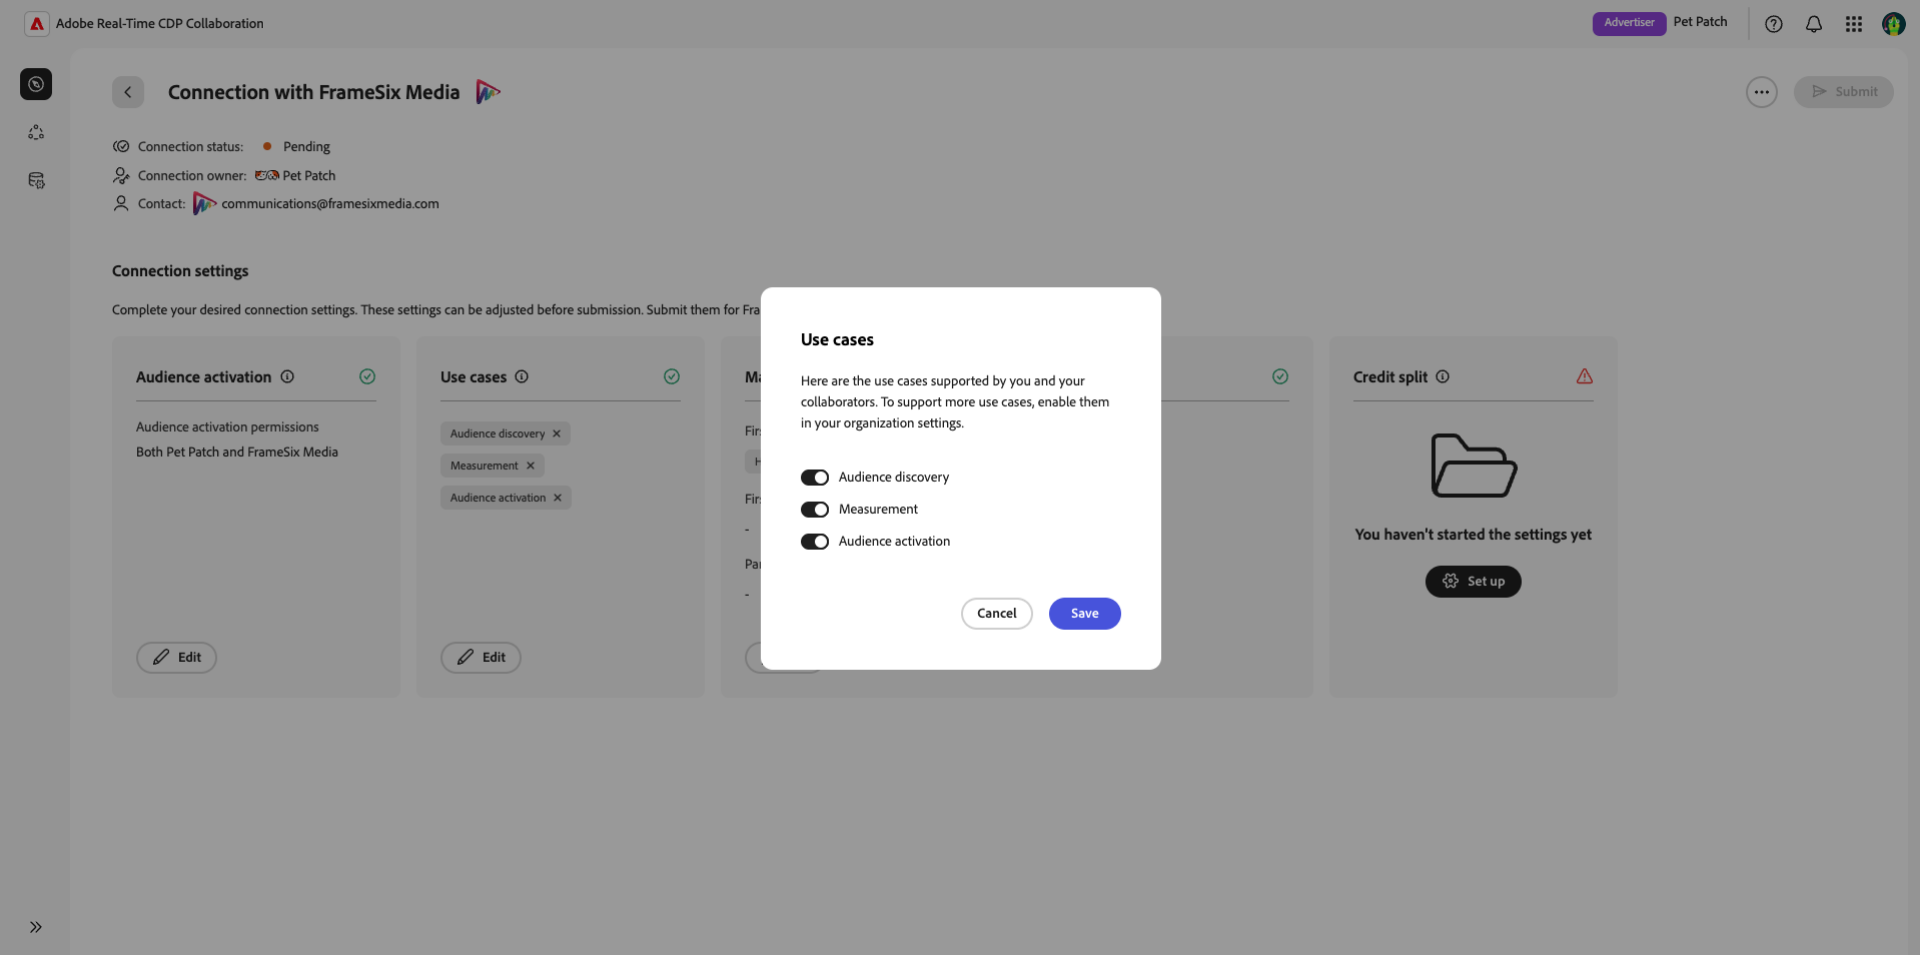 Adobe Real-Time CDP Collaboration
Advertiser Pet Patch
Connection with FrameSix Media
Submit
Connection status: Pending
Connection owner: Pet Patch
Contact: communications@framesixmedia.com
Connection settings
Complete your desired connection settings. These settings can be adjusted before submission. Submit them for
Audience activation
Audience activation permissions
Both Pet Patch and FrameSix Media
Edit
Use cases
Audience discovery
Measurement
Audience activation
Edit
-
-
Use cases
Here are the use cases supported by you and your
collaborators. To support more use cases, enable them
in your organization settings.
Audience discovery
Measurement
Audience activation
Cancel Save
Credit split
You haven't started the settings yet
Set up